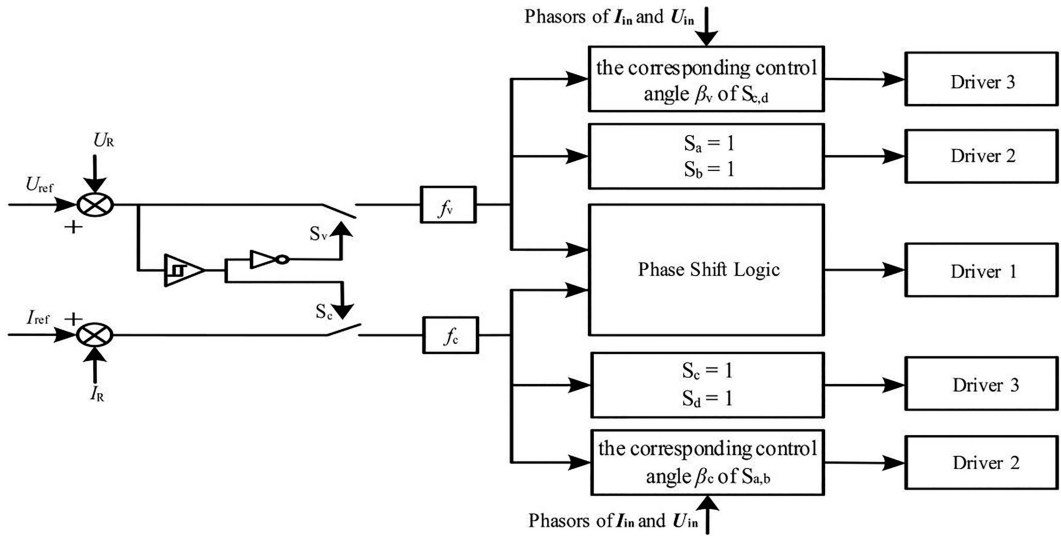 Phasors of Iin and Uin
the corresponding control
angle βv of Sc,d
Driver 3
Sa = 1
Sb = 1
Driver 2
UR
Uref
+
fv
Sv
Phase Shift Logic
Driver 1
Sc
Iref
+
fc
IR
Sc = 1
Sd = 1
Driver 3
the corresponding control
angle βc of Sa,b
Driver 2
Phasors of Iin and Uin